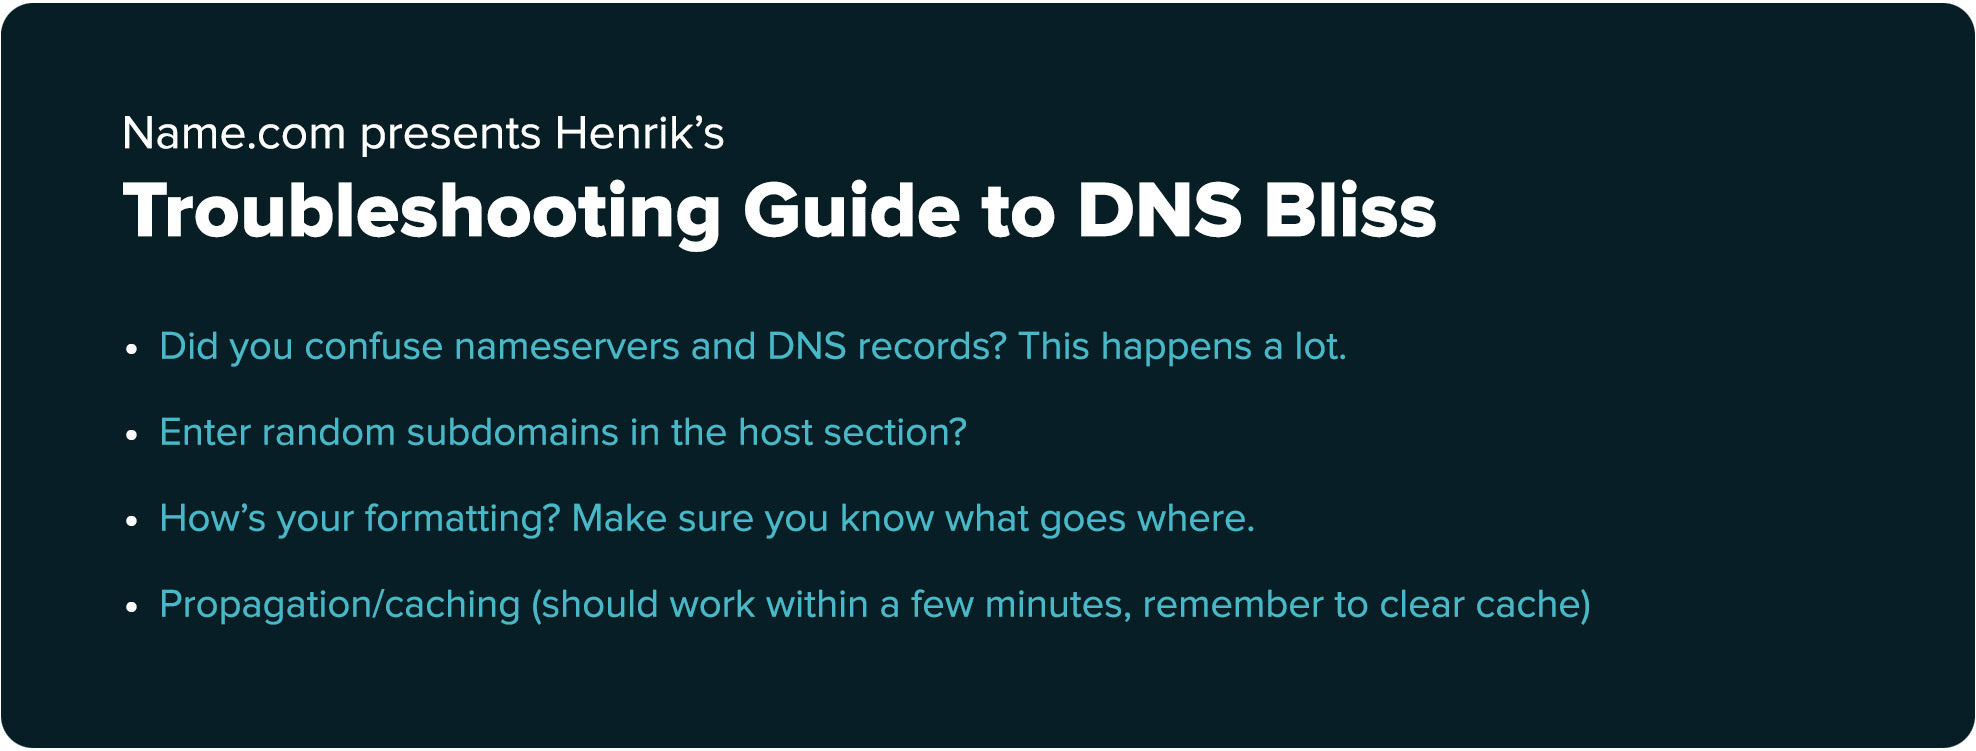 Name.com presents Henrik’s
Troubleshooting Guide to DNS Bliss
• Did you confuse nameservers and DNS records? This happens a lot.
• Enter random subdomains in the host section?
• How’s your formatting? Make sure you know what goes where.
• Propagation/caching (should work within a few minutes, remember to clear cache)